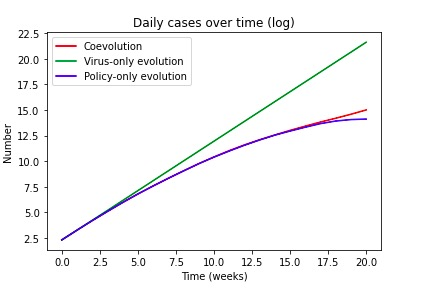 Daily cases over time (log)
22.5
20.0
17.5
15.0
12.5
10.0
7.5
5.0
2.5
Number
Coevolution
Virus-only evolution
Policy-only evolution
0.0 2.5 5.0 7.5 10.0 12.5 15.0 17.5 20.0
Time (weeks)